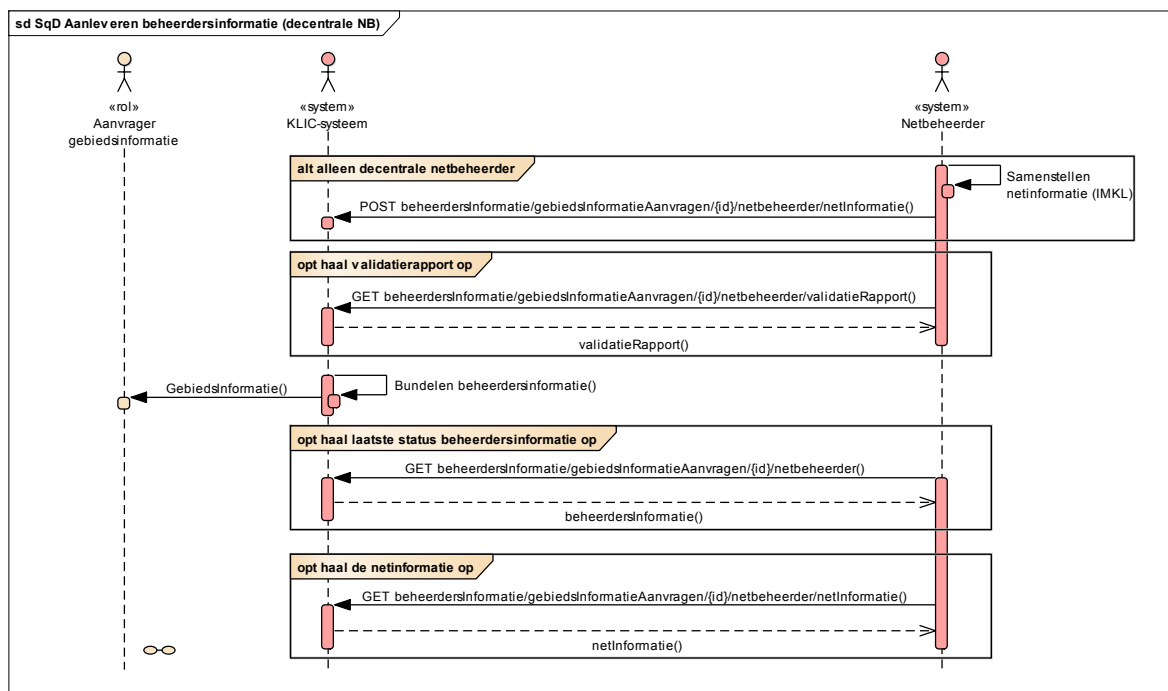 sd SqD Aanleveren beheerdersinformatie (decentrale NB)
«rol»
Aanvrager
gebiedsinformatie
«system»
KLIC-systeem
«system»
Netbeheerder
alt alleen decentrale netbeheerder
Samenstellen
netinformatie (IMKL)
POST beheerdersInformatie/gebiedsInformatieAanvragen/{id}/netbeheerder/netInformatie()
opt haal validatierapport op
GET beheerdersInformatie/gebiedsInformatieAanvragen/{id}/netbeheerder/validatieRapport()
validatieRapport()
Bundelen beheerdersinformatie()
GebiedsInformatie()
opt haal laatste status beheerdersinformatie op
GET beheerdersInformatie/gebiedsInformatieAanvragen/{id}/netbeheerder()
beheerdersInformatie()
opt haal de netinformatie op
GET beheerdersInformatie/gebiedsInformatieAanvragen/{id}/netbeheerder/netInformatie()
netInformatie()